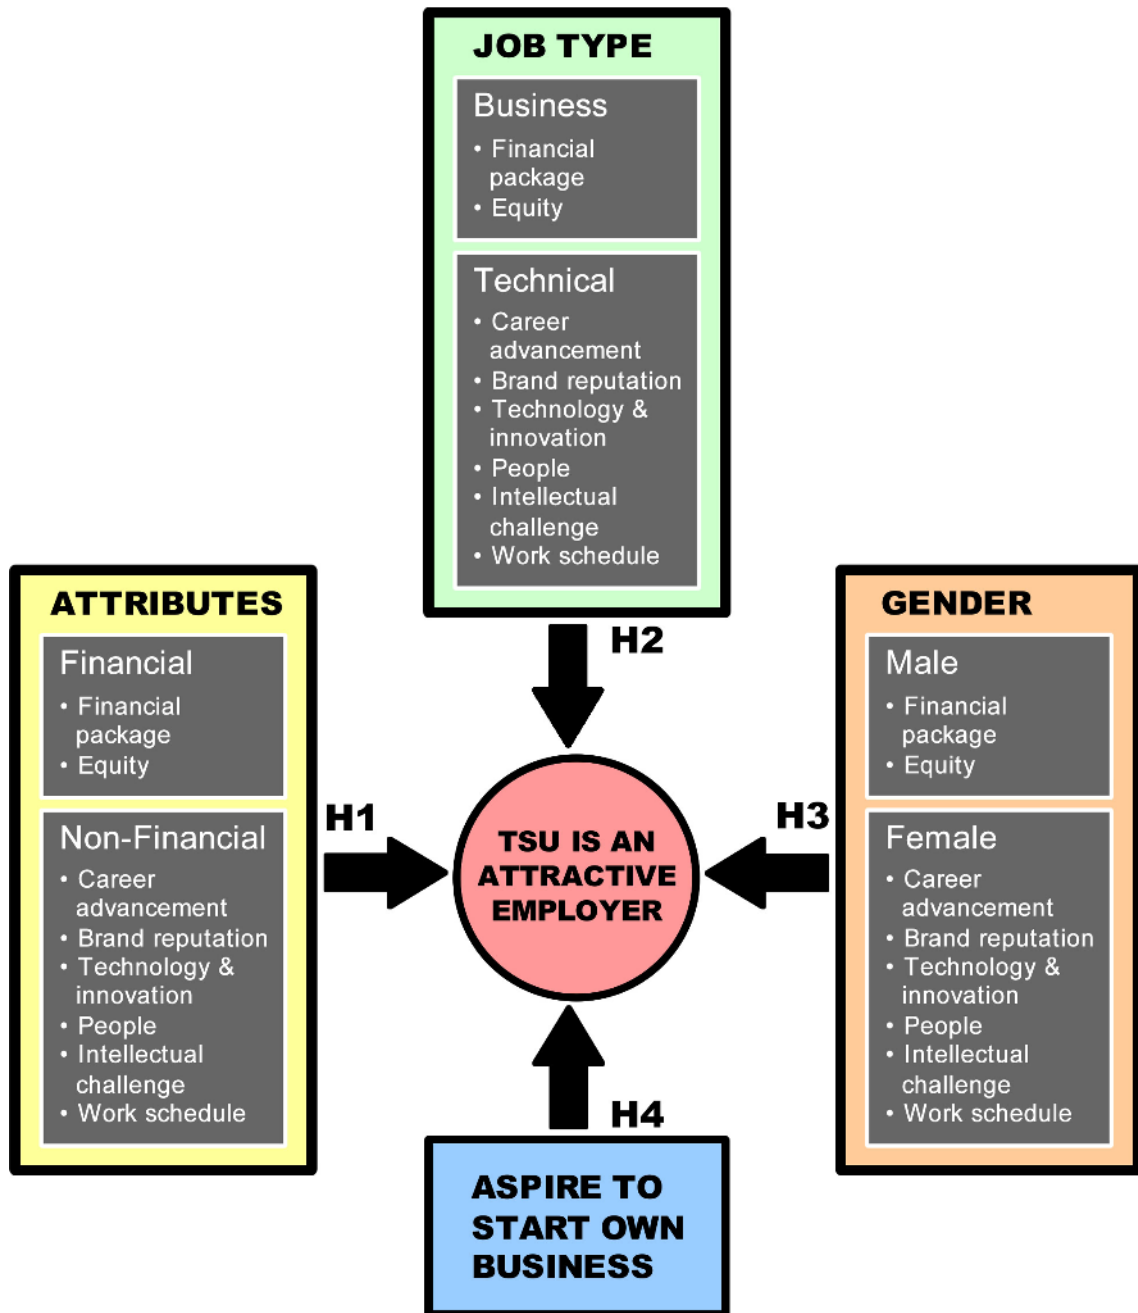 JOB TYPE
Business
• Financial
package
• Equity
Technical
• Career
advancement
• Brand reputation
• Technology &
innovation
• People
• Intellectual
challenge
• Work schedule
H2
ATTRIBUTES
Financial
• Financial
package
• Equity
Non-Financial
• Career
advancement
• Brand reputation
• Technology &
innovation
• People
• Intellectual
challenge
• Work schedule
H1
TSU IS AN
ATTRACTIVE
EMPLOYER
H3
GENDER
Male
• Financial
package
• Equity
Female
• Career
advancement
• Brand reputation
• Technology &
innovation
• People
• Intellectual
challenge
• Work schedule
H4
ASPIRE TO
START OWN
BUSINESS